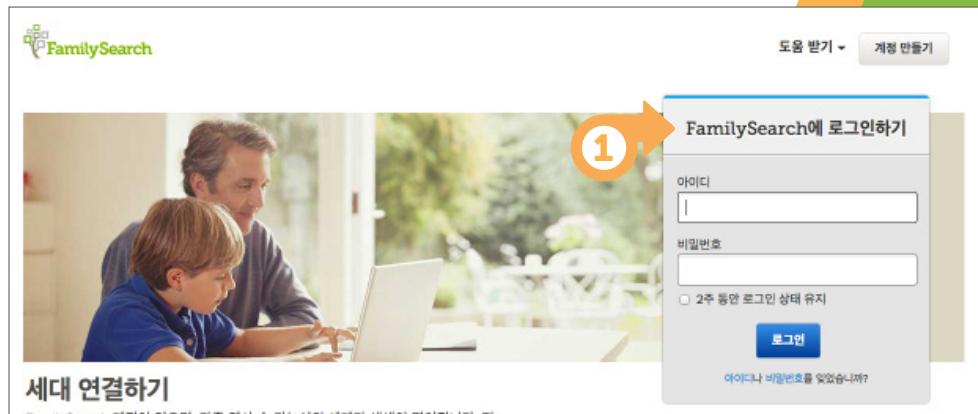 FamilySearch
도움 받기
계정 만들기
1
FamilySearch에 로그인하기
아이디
비밀번호
2주 동안 로그인 상태 유지
로그인
아이디나 비밀번호를 잊었습니까?
세대 연결하기